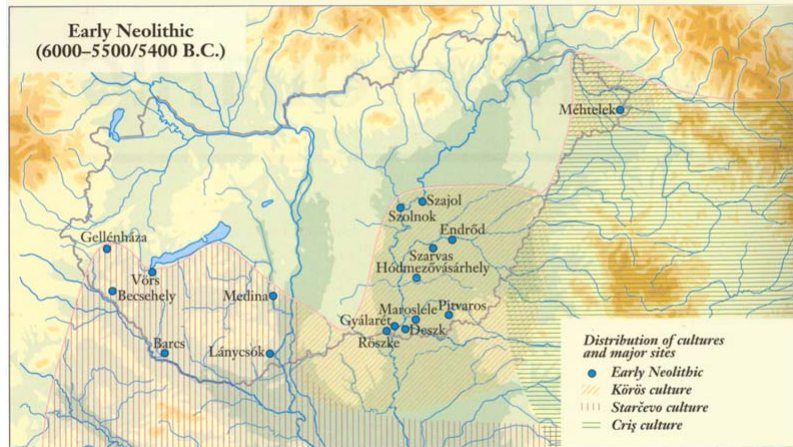 Early Neolithic
(6000–5500/5400 B.C.)
Méhtelek
Szajol
Szolnok
Endrőd
Szarvas
Hódmezővásárhely
Gellénháza
Vörs
Becsehely
Medina
Maroslele
Pitvaros
Gyálarét
Deszk
Röszke
Barcs
Lánycsók
Distribution of cultures
and major sites
Early Neolithic
Körös culture
Starčevo culture
Criş culture